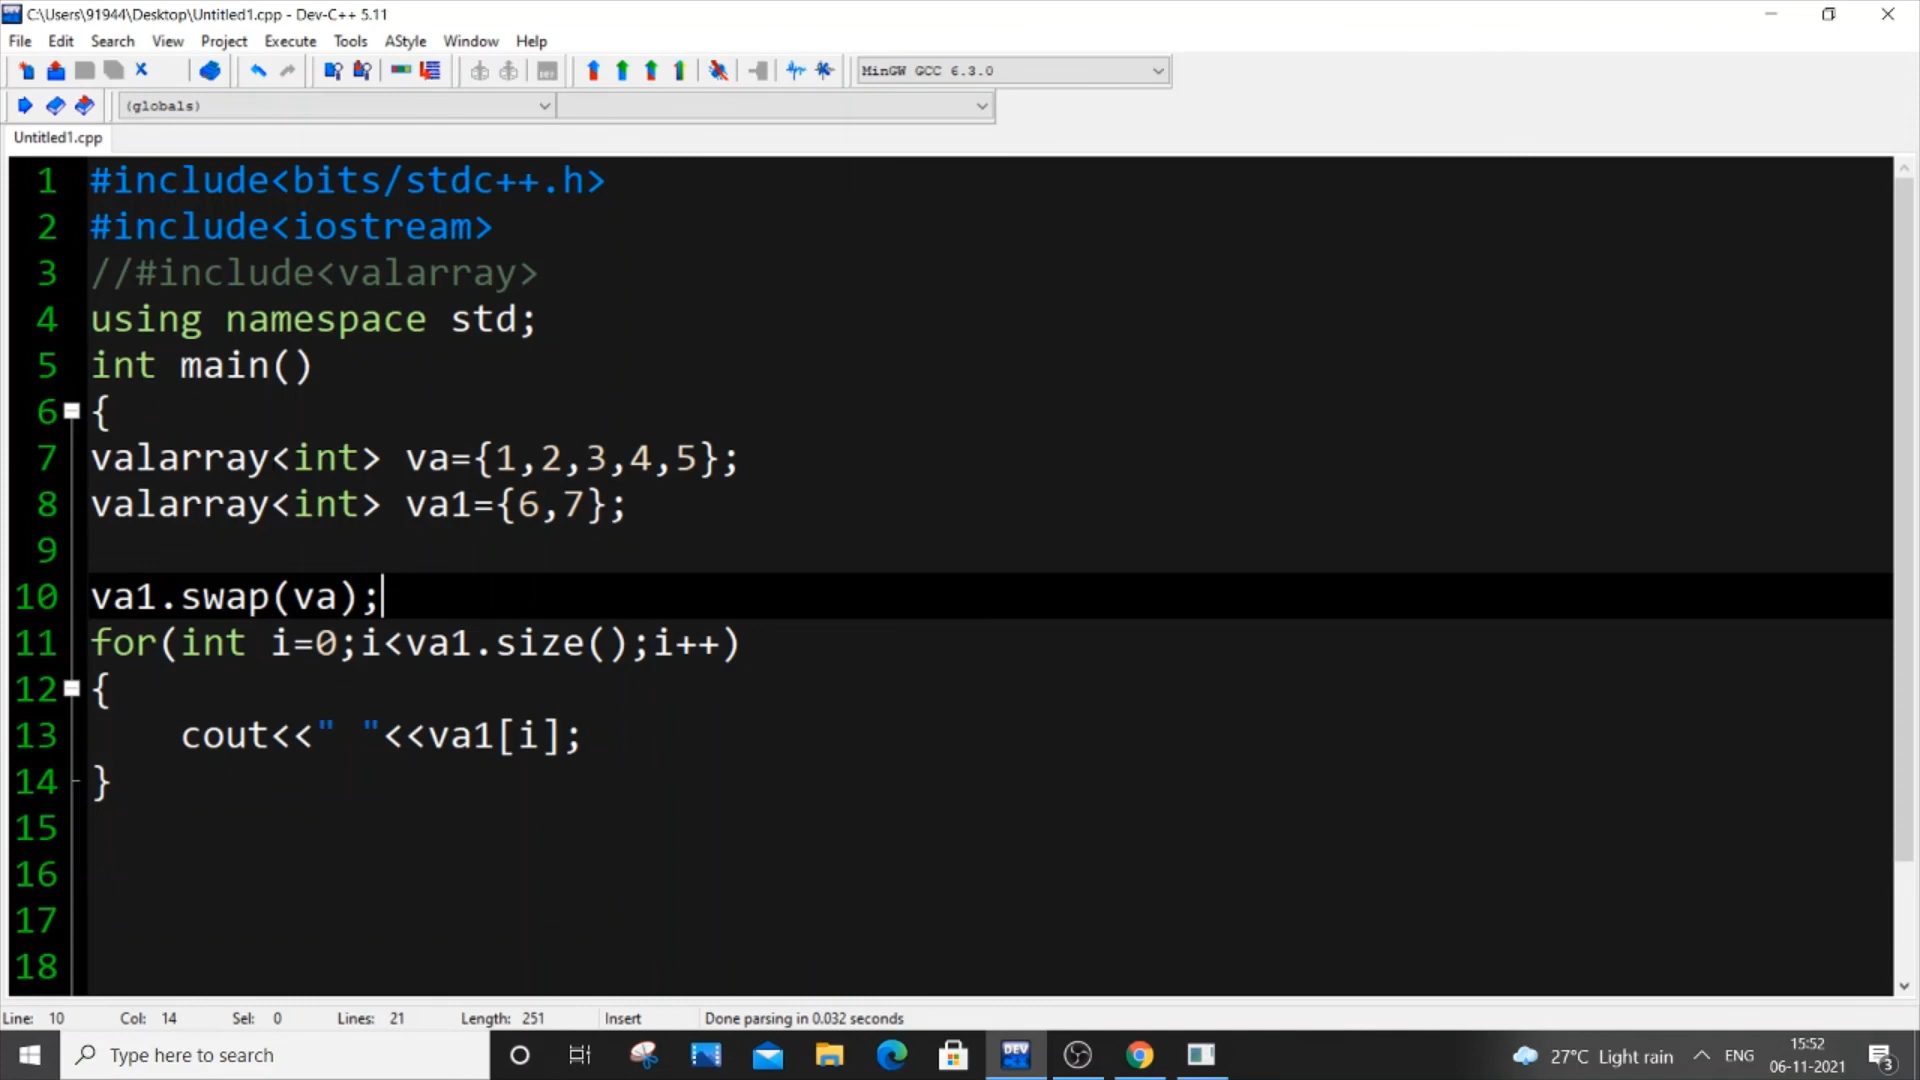 C:\Users\91944\Desktop\Untitled1.cpp - Dev-C++ 5.11
File Edit Search View Project Execute Tools AStyle Window Help
MinGW GCC 6.3.0
(globals)
Untitled1.cpp
1 #include<bits/stdc++.h>
2 #include<iostream>
3 //#include<valarray>
4 using namespace std;
5 int main()
6 {
7 valarray<int> va={1,2,3,4,5};
8 valarray<int> va1={6,7};
9
10 va1.swap(va);
11 for(int i=0;i<va1.size();i++)
12 {
13 cout<<" "<<va1[i];
14 }
15
16
17
18
Line: 10 Col: 14 Sel: 0 Lines: 21 Length: 251 Insert Done parsing in 0.032 seconds
Type here to search
DEV
27°C Light rain
ENG
15:52
06-11-2021
3